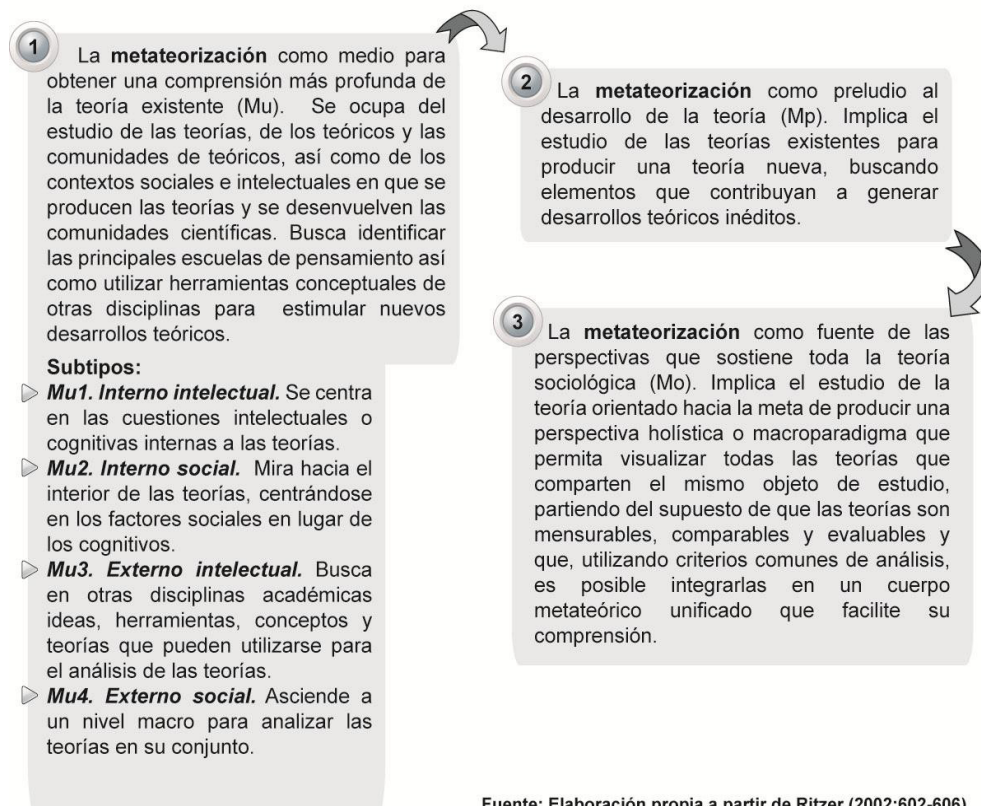 1
La metateorización como medio para
obtener una comprensión más profunda de
la teoría existente (Mu). Se ocupa del
estudio de las teorías, de los teóricos y las
comunidades de teóricos, así como de los
contextos sociales e intelectuales en que se
producen las teorías y se desenvuelven las
comunidades científicas. Busca identificar
las principales escuelas de pensamiento así
como utilizar herramientas conceptuales de
otras disciplinas para estimular nuevos
desarrollos teóricos.
Subtipos:
Mu1. Interno intelectual. Se centra
en las cuestiones intelectuales o
cognitivas internas a las teorías.
Mu2. Interno social. Mira hacia el
interior de las teorías, centrándose
en los factores sociales en lugar de
los cognitivos.
Mu3. Externo intelectual. Busca
en otras disciplinas académicas
ideas, herramientas, conceptos y
teorías que pueden utilizarse para
el análisis de las teorías.
Mu4. Externo social. Asciende a
un nivel macro para analizar las
teorías en su conjunto.
2
La metateorización como preludio al
desarrollo de la teoría (Mp). Implica el
estudio de las teorías existentes para
producir una teoría nueva, buscando
elementos que contribuyan a generar
desarrollos teóricos inéditos.
3
La metateorización como fuente de las
perspectivas que sostiene toda la teoría
sociológica (Mo). Implica el estudio de la
teoría orientado hacia la meta de producir una
perspectiva holística o macroparadigma que
permita visualizar todas las teorías que
comparten el mismo objeto de estudio,
partiendo del supuesto de que las teorías son
mensurables, comparables y evaluables y
que, utilizando criterios comunes de análisis,
es posible integrarlas en un cuerpo
metateórico unificado que facilite su
comprensión.
Fuente: Elaboración propia a partir de Ritzer (2002:602-606)